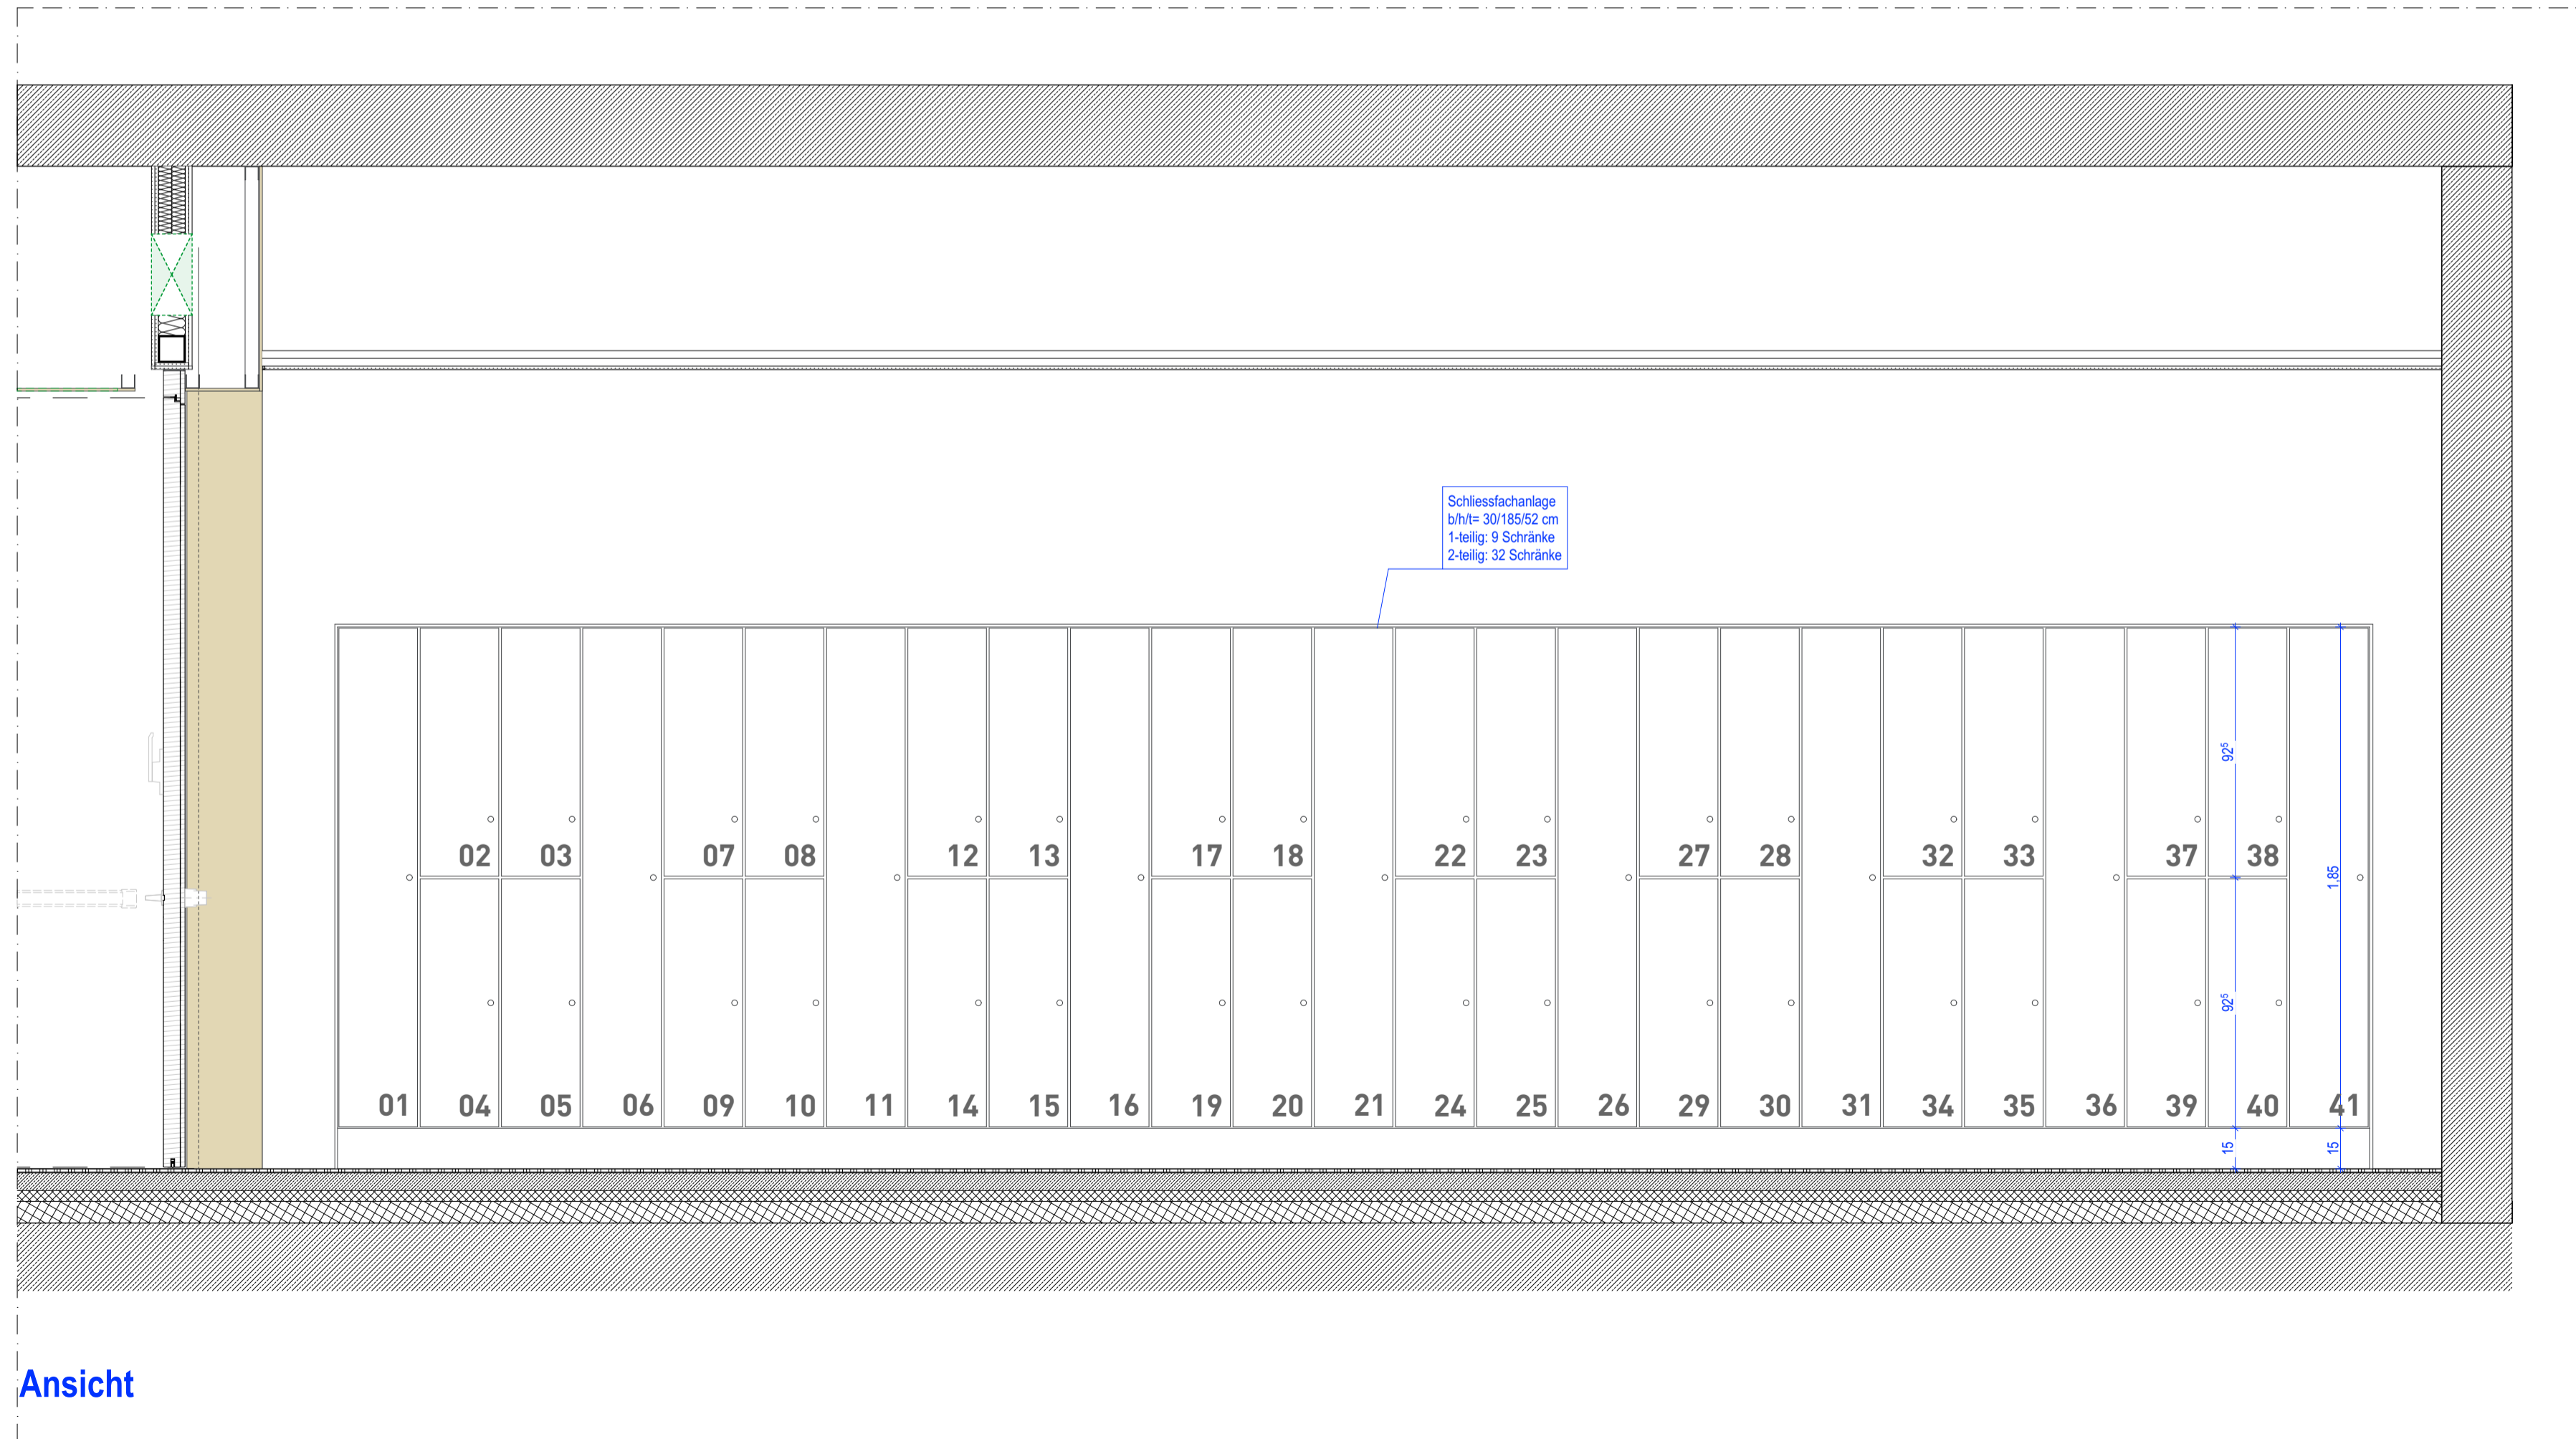 Schliessfachanlage
b/h/t= 30/185/52 cm
1-teilig: 9 Schränke
2-teilig: 32 Schränke
02 03 07 08 12 13 17 18 22 23 27 28 32 33 37 38
01 04 05 06 09 10 11 14 15 16 19 20 21 24 25 26 29 30 31 34 35 36 39 40 41
92⁵
1,85
92⁵
15
15
Ansicht